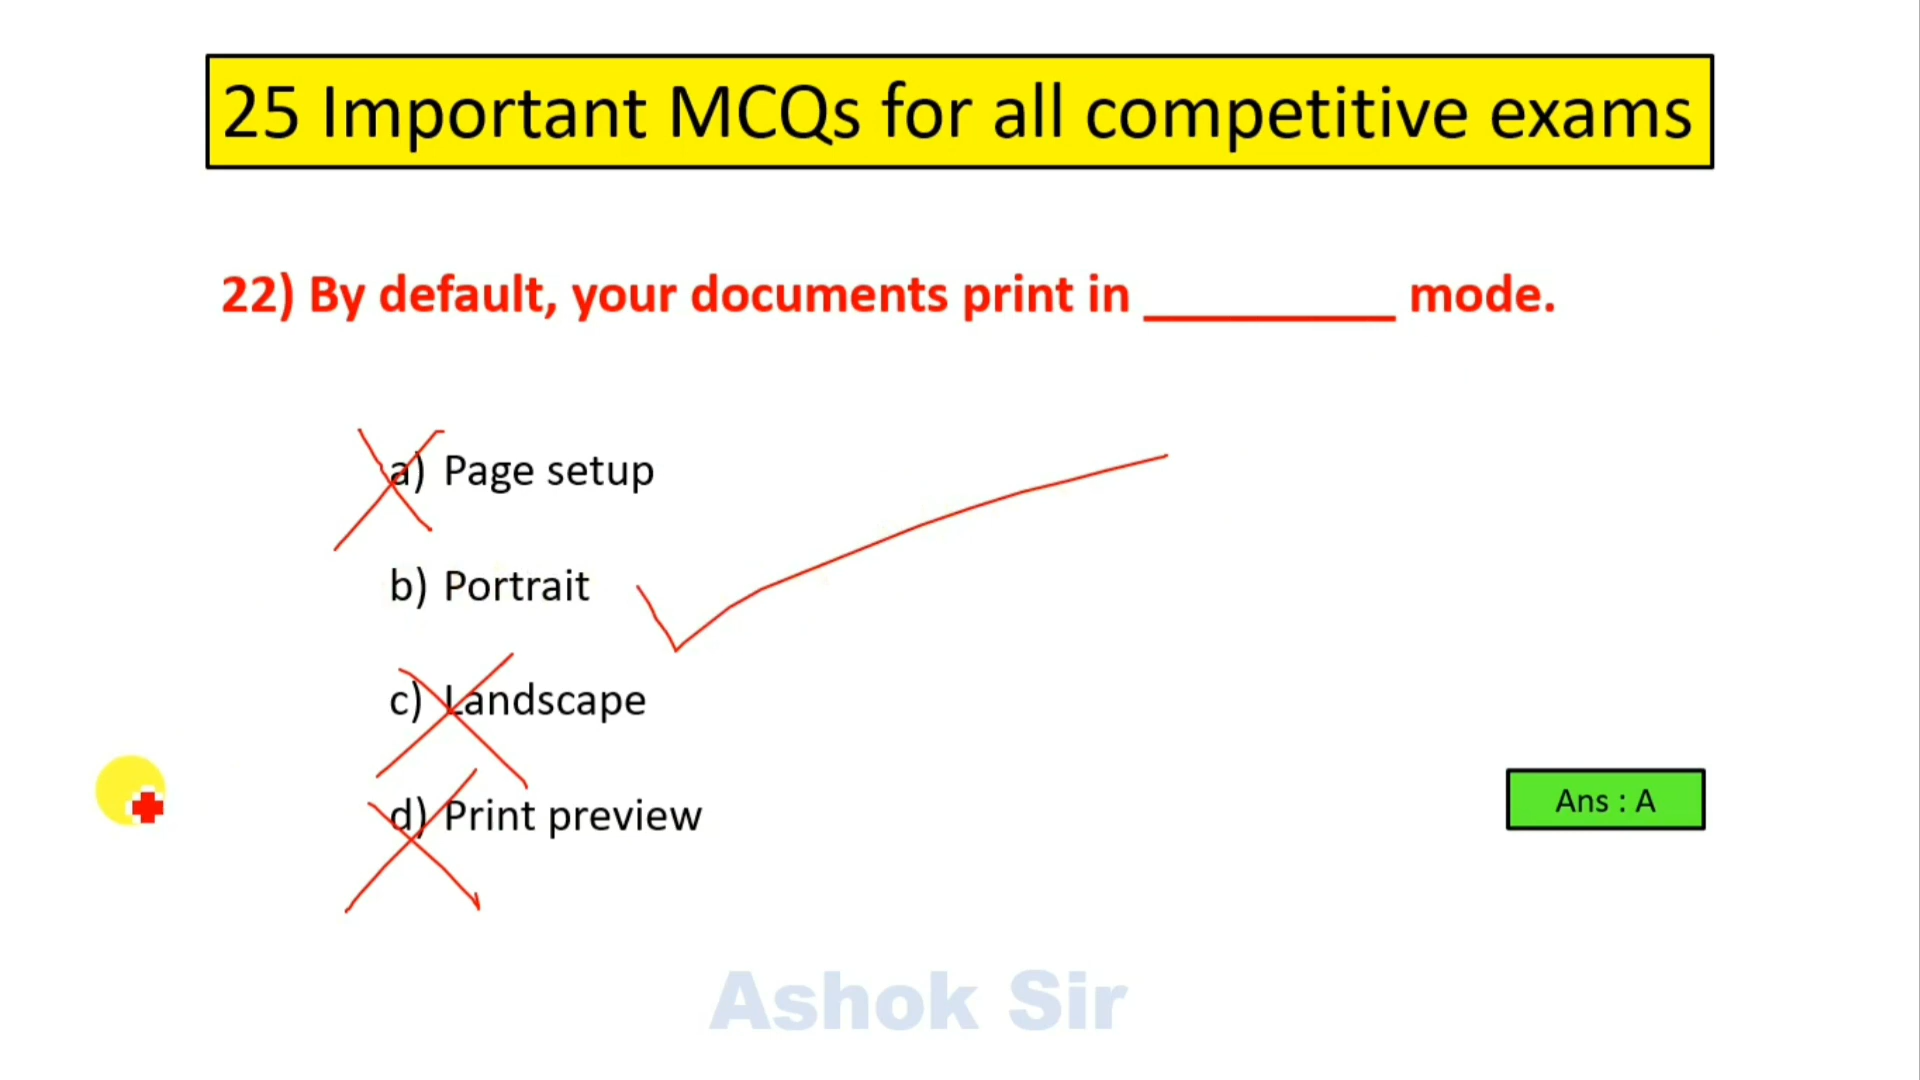 25 Important MCQs for all competitive exams
22) By default, your documents print in __________ mode.
a) Page setup
b) Portrait
c) Landscape
d) Print preview
Ans : A
Ashok Sir